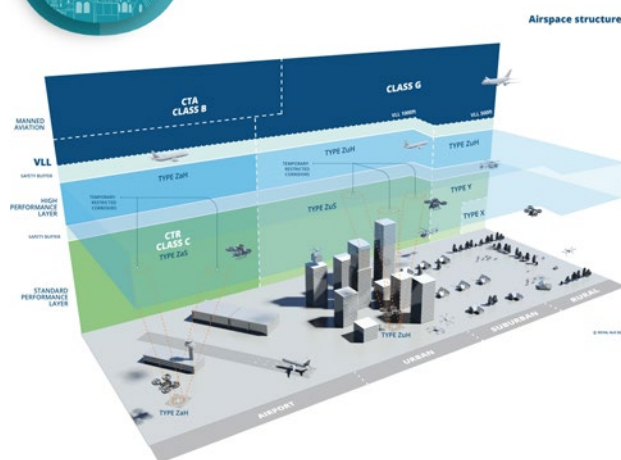 Airspace structure
CTA
CLASS B
CLASS G
MANNED
AVIATION
VLL 1000ft
VLL 500ft
VLL
SAFETY BUFFER
TYPE ZaH
TYPE ZuH
TYPE ZuH
TEMPORARY
RESTRICTED
CORRIDORS
TEMPORARY
RESTRICTED
CORRIDORS
HIGH
PERFORMANCE
LAYER
TYPE ZuS
TYPE Y
TYPE X
SAFETY BUFFER
CTR
CLASS C
TYPE ZaS
STANDARD
PERFORMANCE
LAYER
TYPE ZuH
TYPE ZaH
AIRPORT
URBAN
SUBURBAN
RURAL